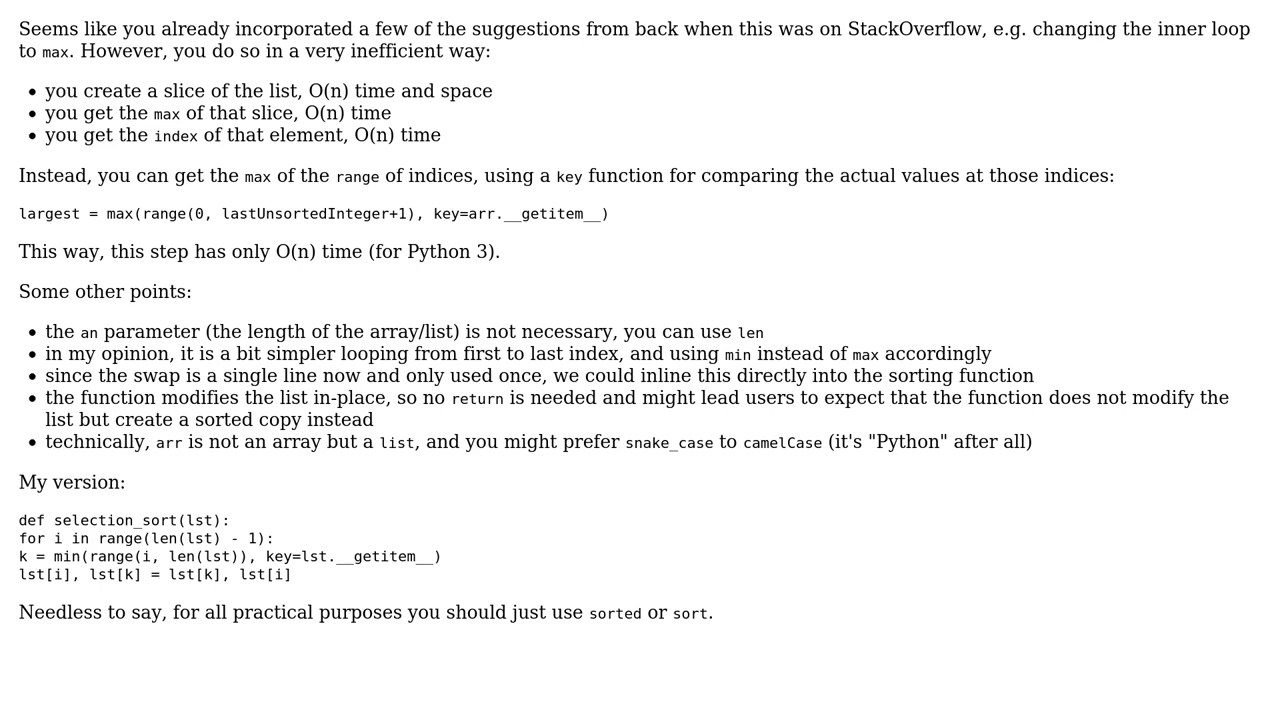 Seems like you already incorporated a few of the suggestions from back when this was on StackOverflow, e.g. changing the inner loop
to max. However, you do so in a very inefficient way:
• you create a slice of the list, O(n) time and space
• you get the max of that slice, O(n) time
• you get the index of that element, O(n) time
Instead, you can get the max of the range of indices, using a key function for comparing the actual values at those indices:
largest = max(range(0, lastUnsortedInteger+1), key=arr.__getitem__)
This way, this step has only O(n) time (for Python 3).
Some other points:
• the an parameter (the length of the array/list) is not necessary, you can use len
• in my opinion, it is a bit simpler looping from first to last index, and using min instead of max accordingly
• since the swap is a single line now and only used once, we could inline this directly into the sorting function
• the function modifies the list in-place, so no return is needed and might lead users to expect that the function does not modify the
list but create a sorted copy instead
• technically, arr is not an array but a list, and you might prefer snake_case to camelCase (it's "Python" after all)
My version:
def selection_sort(lst):
for i in range(len(lst) - 1):
k = min(range(i, len(lst)), key=lst.__getitem__)
lst[i], lst[k] = lst[k], lst[i]
Needless to say, for all practical purposes you should just use sorted or sort.